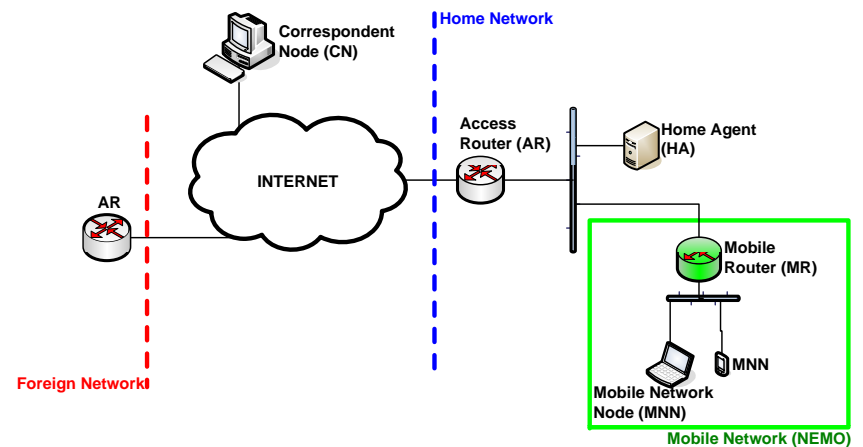 Home Network
Correspondent
Node (CN)
Access
Router (AR)
Home Agent
(HA)
INTERNET
AR
Mobile
Router (MR)
MNN
Foreign Network
Mobile Network
Node (MNN)
Mobile Network (NEMO)